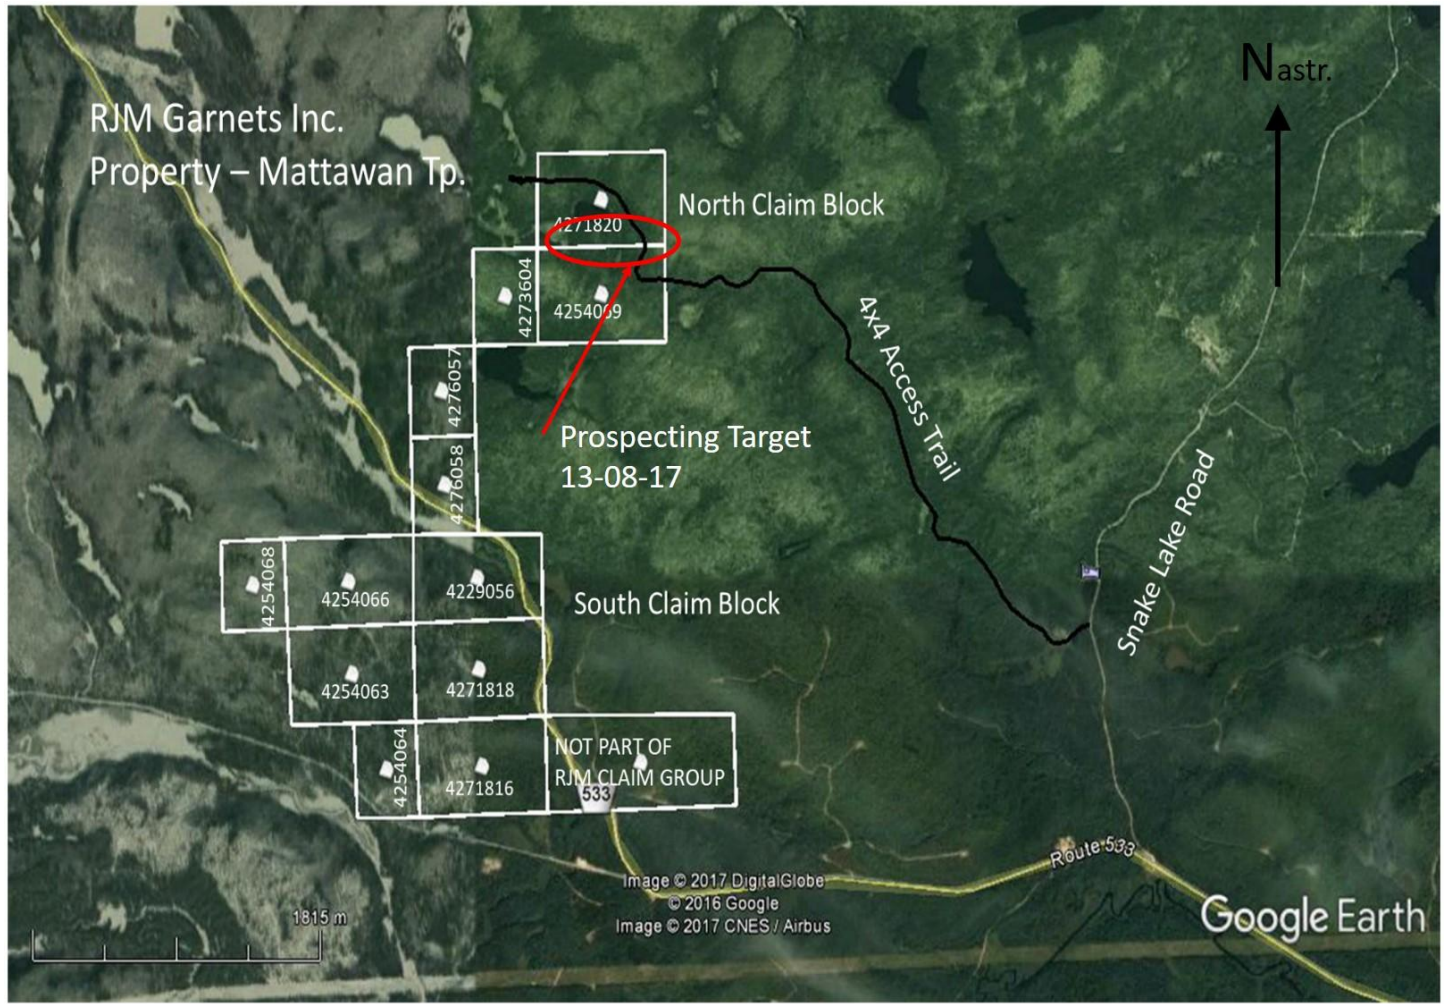 Nastr.
RJM Garnets Inc.
Property – Mattawan Tp.
North Claim Block
4271820
4273604
4254069
4x4 Access Trail
4276057
Prospecting Target
13-08-17
4276058
Snake Lake Road
4254068
4254066
4229056
South Claim Block
4254063
4271818
4254064
4271816
NOT PART OF
RJM CLAIM GROUP
533
Route 533
Image © 2017 DigitalGlobe
© 2016 Google
Image © 2017 CNES / Airbus
1815 m
Google Earth